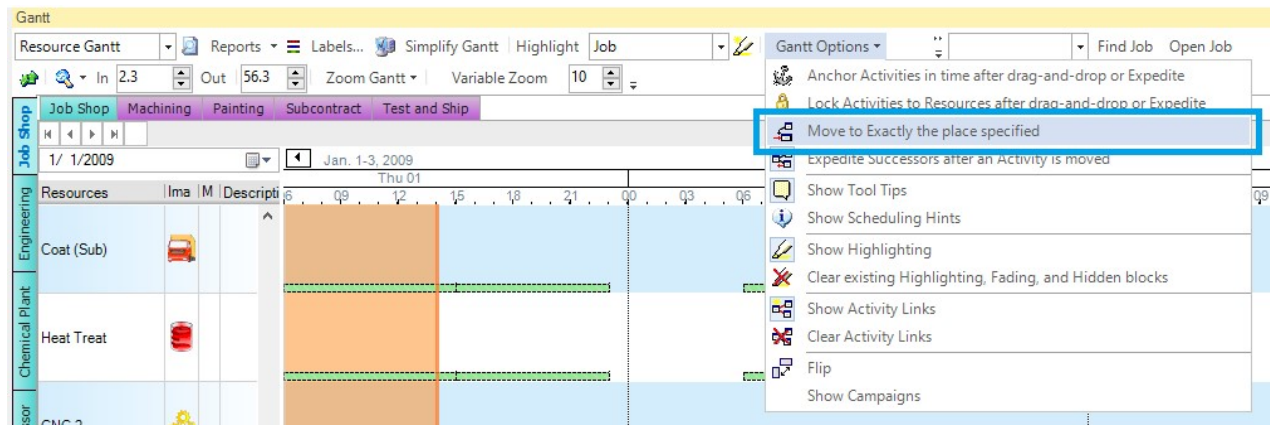 Gantt
Resource Gantt Reports Labels... Simplify Gantt Highlight Job Gantt Options Find Job Open Job
In 2.3 Out 56.3 Zoom Gantt Variable Zoom 10
Anchor Activities in time after drag-and-drop or Expedite
Lock Activities to Resources after drag-and-drop or Expedite
Move to Exactly the place specified
Expedite Successors after an Activity is moved
Show Tool Tips
Show Scheduling Hints
Show Highlighting
Clear existing Highlighting, Fading, and Hidden blocks
Show Activity Links
Clear Activity Links
Flip
Show Campaigns
Job Shop Machining Painting Subcontract Test and Ship
1/ 1/2009 Jan. 1-3, 2009
Thu 01
Resources Ima M Descripti 6 09 12 15 18 21 00 03 06 09
Coat (Sub)
Heat Treat
CNC 2
Job Shop
Engineering
Chemical Plant